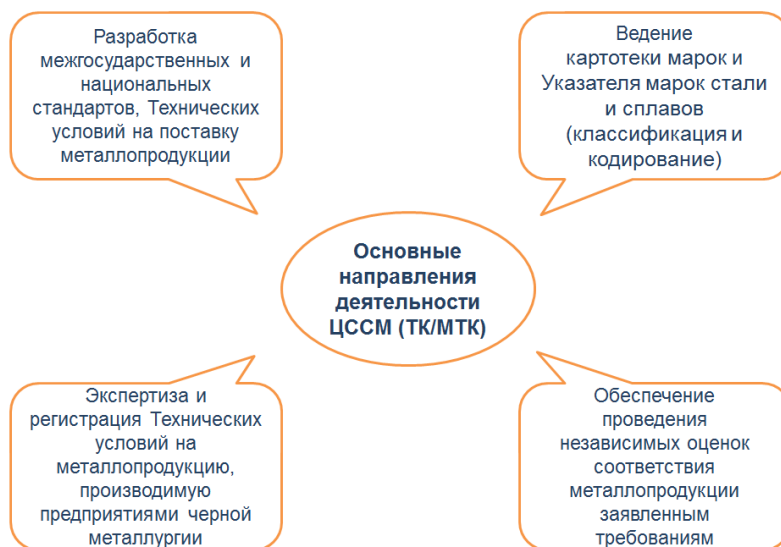 Разработка
межгосударственных и
национальных
стандартов, Технических
условий на поставку
металлопродукции
Ведение
картотеки марок и
Указателя марок стали
и сплавов
(классификация и
кодирование)
Основные
направления
деятельности
ЦССМ (ТК/МТК)
Экспертиза и
регистрация Технических
условий на
металлопродукцию,
производимую
предприятиями черной
металлургии
Обеспечение
проведения
независимых оценок
соответствия
металлопродукции
заявленным
требованиям